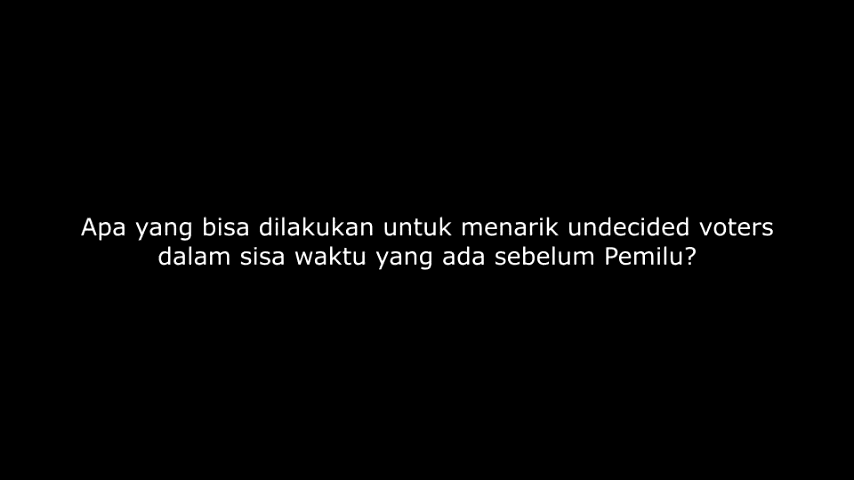 Apa yang bisa dilakukan untuk menarik undecided voters
dalam sisa waktu yang ada sebelum Pemilu?